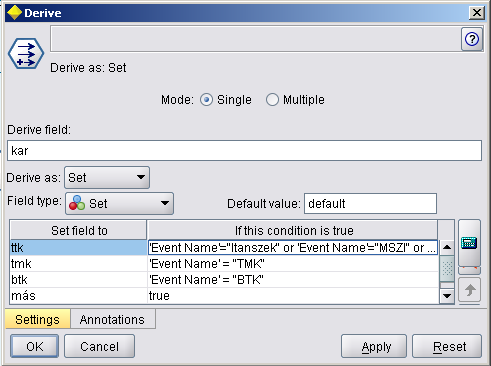 Derive
Derive as: Set
Mode: Single Multiple
Derive field:
kar
Derive as: Set
Field type: Set Default value: default
Set field to If this condition is true
ttk 'Event Name'="Itanszek" or 'Event Name'="MSZI" or ...
tmk 'Event Name' = "TMK"
btk 'Event Name' = "BTK"
más true
Settings Annotations
OK Cancel Apply Reset